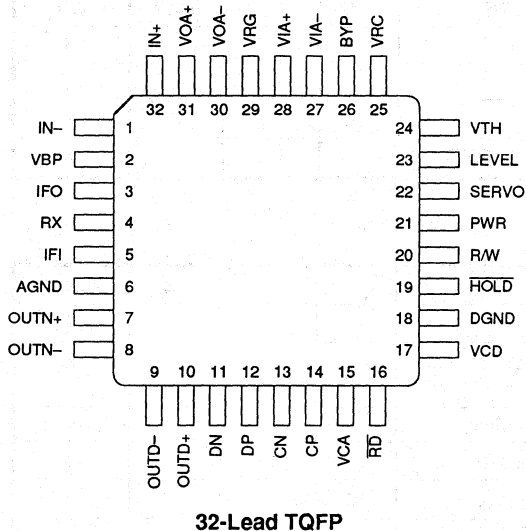 IN+ VOA+ VOA– VRG VIA+ VIA– BYP VRC
32 31 30 29 28 27 26 25
IN– 1 24 VTH
VBP 2 23 LEVEL
IFO 3 22 SERVO
RX 4 21 PWR
IFI 5 20 R/W
AGND 6 19 H̅O̅L̅D̅
OUTN+ 7 18 DGND
OUTN– 8 17 VCD
9 10 11 12 13 14 15 16
OUTD– OUTD+ DN DP CN CP VCA R̅D̅
32-Lead TQFP